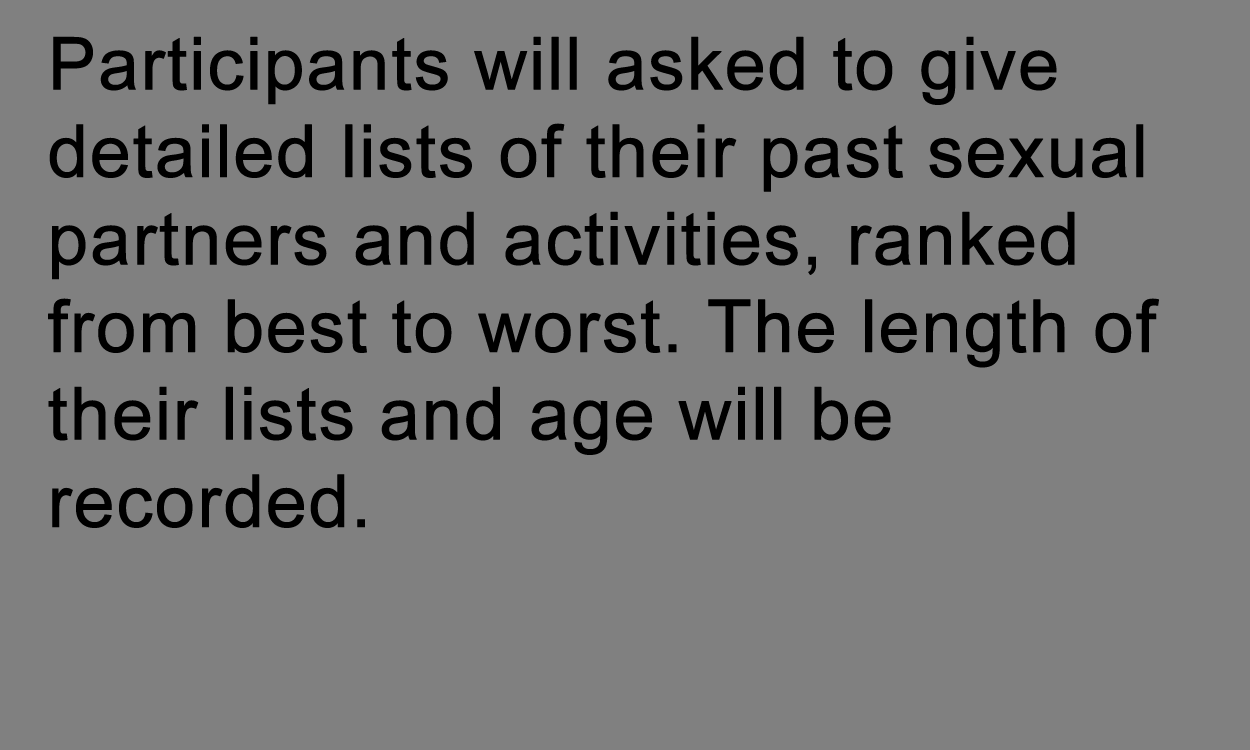 Participants will asked to give
detailed lists of their past sexual
partners and activities, ranked
from best to worst. The length of
their lists and age will be
recorded.